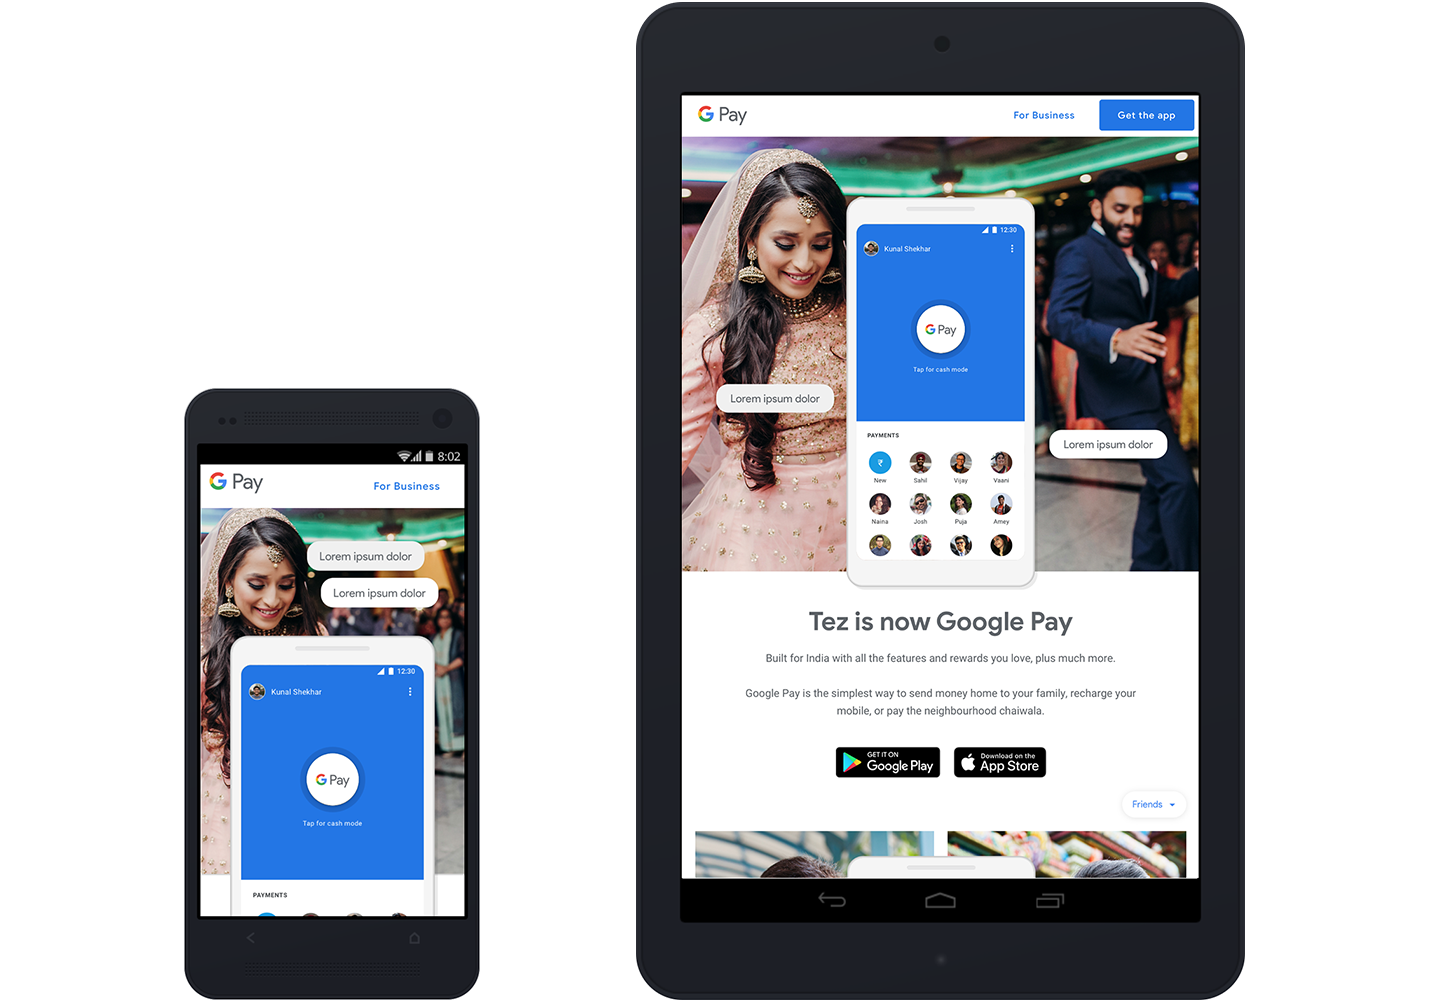 8:02
G Pay
For Business
Lorem ipsum dolor
Lorem ipsum dolor
12:30
Kunal Shekhar
G Pay
Tap for cash mode
PAYMENTS
G Pay
For Business
Get the app
12:30
Kunal Shekhar
G Pay
Tap for cash mode
Lorem ipsum dolor
Lorem ipsum dolor
PAYMENTS
₹
New Sahil Vijay Vaani
Naina Josh Puja Amey
Tez is now Google Pay
Built for India with all the features and rewards you love, plus much more.
Google Pay is the simplest way to send money home to your family, recharge your
mobile, or pay the neighbourhood chaiwala.
GET IT ON
Google Play
Download on the
App Store
Friends